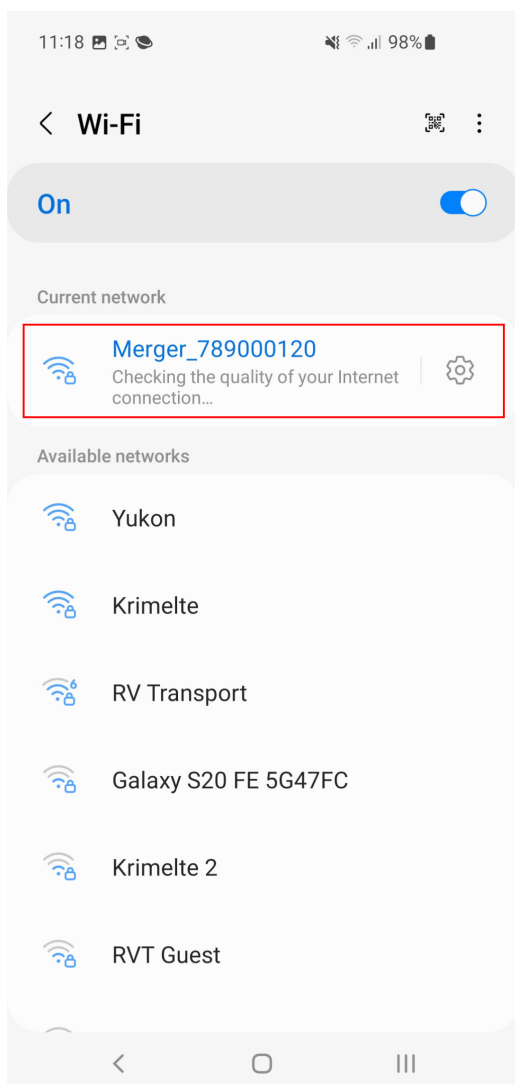 11:18 98%
Wi-Fi
On
Current network
Merger_789000120
Checking the quality of your Internet
connection...
Available networks
Yukon
Krimelte
6
RV Transport
Galaxy S20 FE 5G47FC
Krimelte 2
RVT Guest